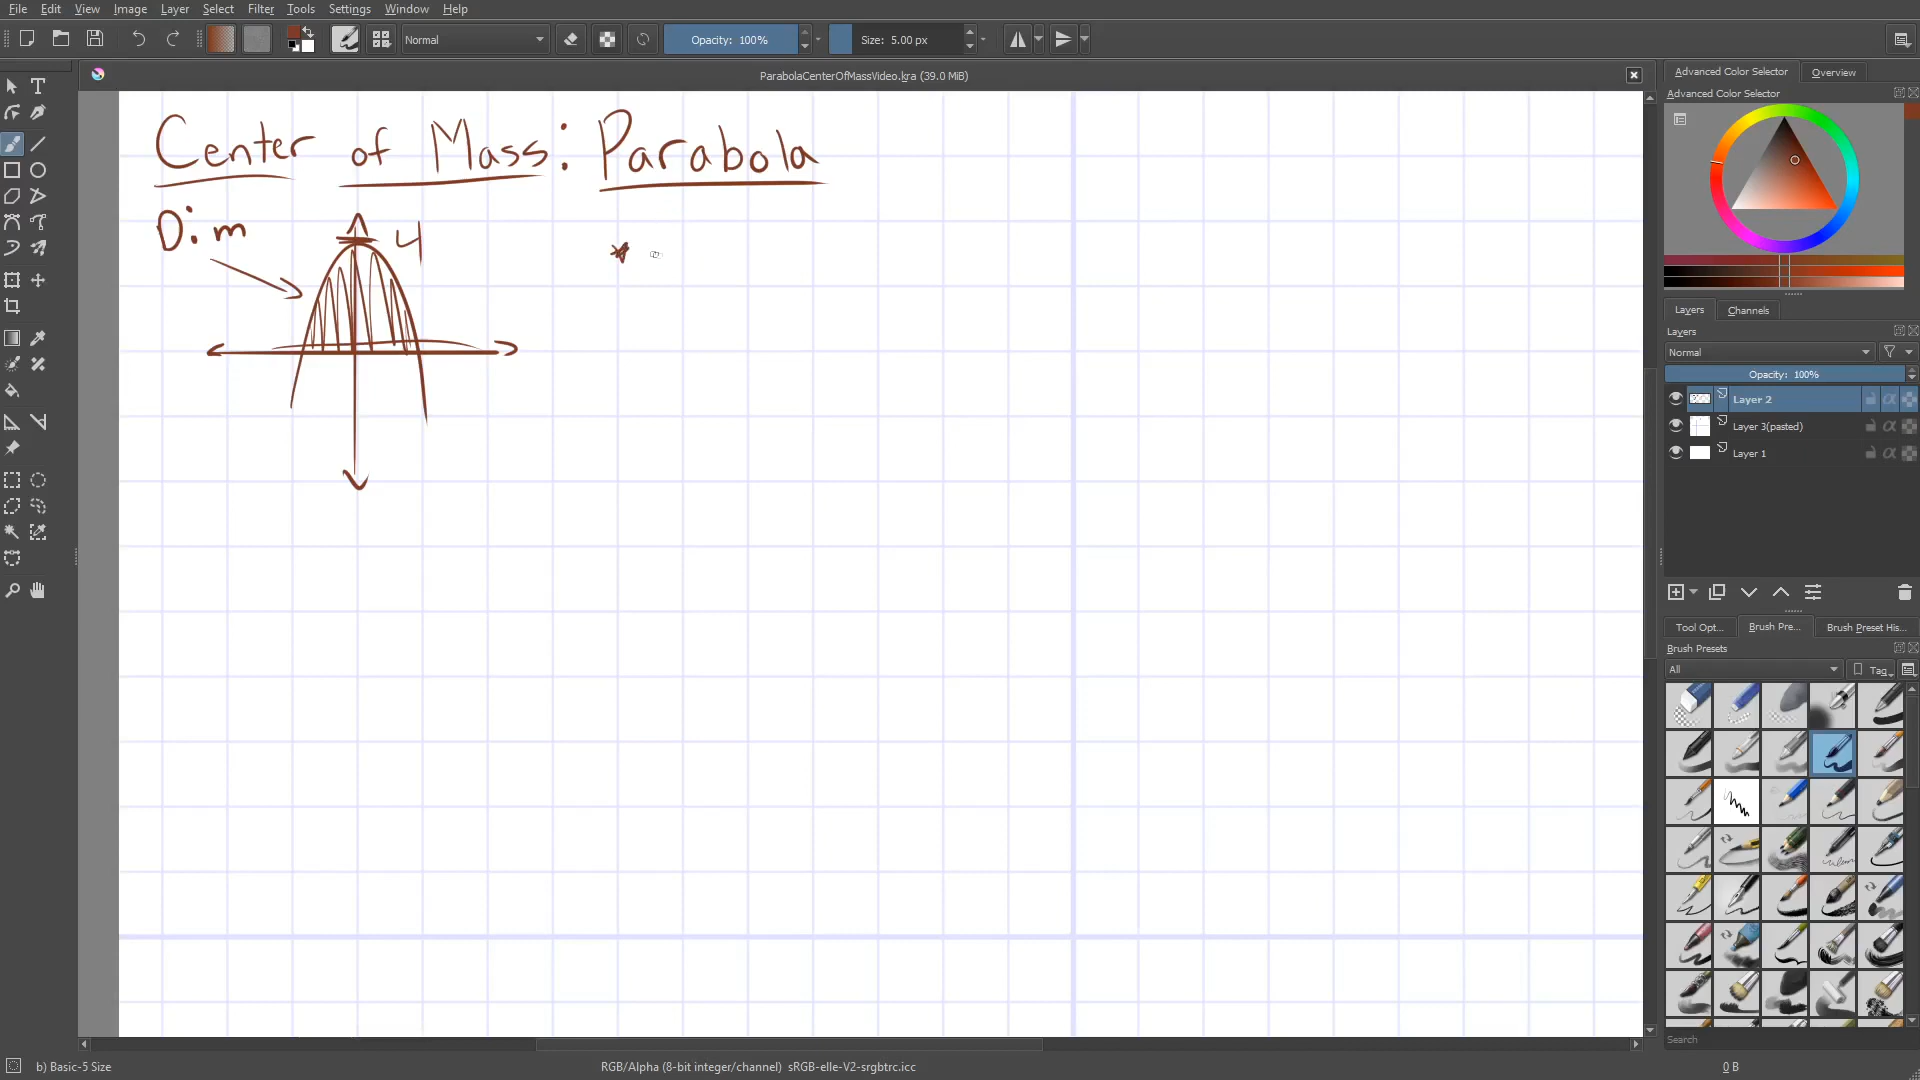 File Edit View Image Layer Select Filter Tools Settings Window Help
Normal Opacity: 100% Size: 5.00 px
ParabolaCenterOfMassVideo.kra (39.0 MiB)
Center of Mass: Parabola
D: m
4
*
Advanced Color Selector Overview
Advanced Color Selector
Layers Channels
Layers
Normal
Opacity: 100%
Layer 2
Layer 3(pasted)
Layer 1
Tool Opt... Brush Pre... Brush Preset His...
Brush Presets
All Tag
Search
b) Basic-5 Size RGB/Alpha (8-bit integer/channel) sRGB-elle-V2-srgbtrc.icc 0 B